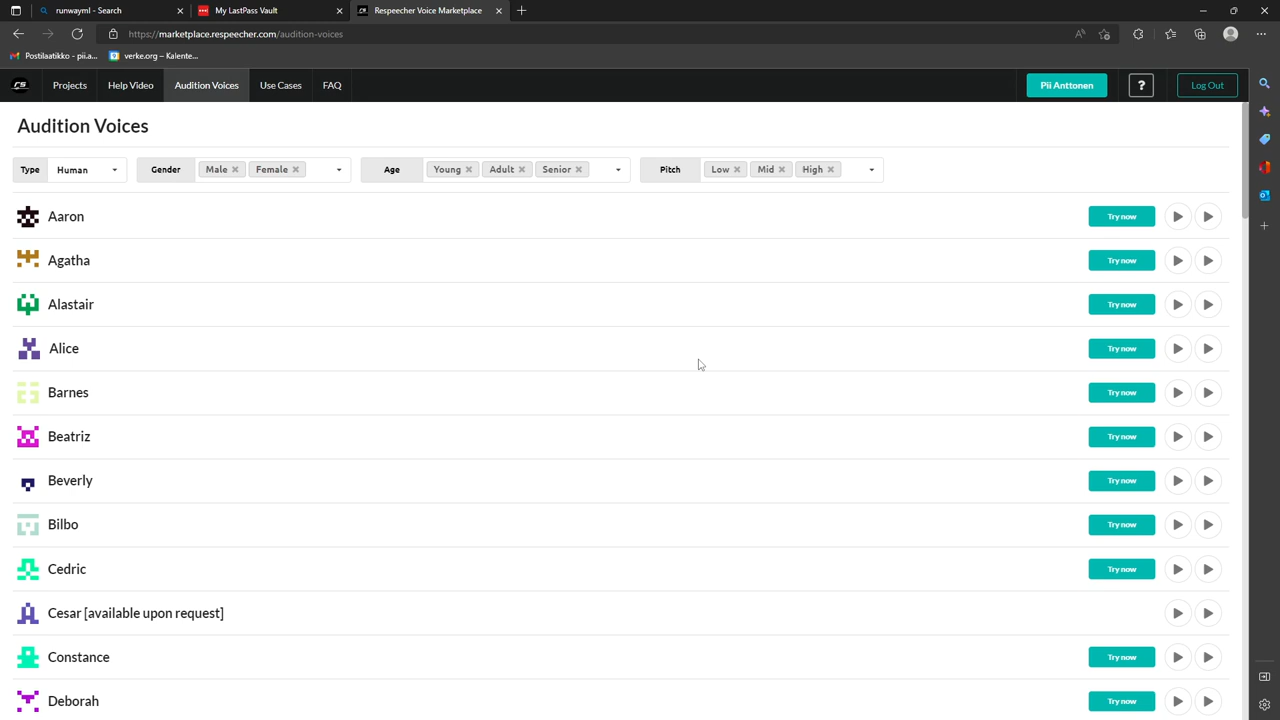 runwayml - Search
My LastPass Vault
Respeecher Voice Marketplace
https://marketplace.respeecher.com/audition-voices
Postilaatikko - pii.a...
verke.org – Kalente...
rs Projects Help Video Audition Voices Use Cases FAQ Pii Anttonen ? Log Out
Audition Voices
Type Human Gender Male Female Age Young Adult Senior Pitch Low Mid High
Aaron Try now
Agatha Try now
Alastair Try now
Alice Try now
Barnes Try now
Beatriz Try now
Beverly Try now
Bilbo Try now
Cedric Try now
Cesar [available upon request]
Constance Try now
Deborah Try now